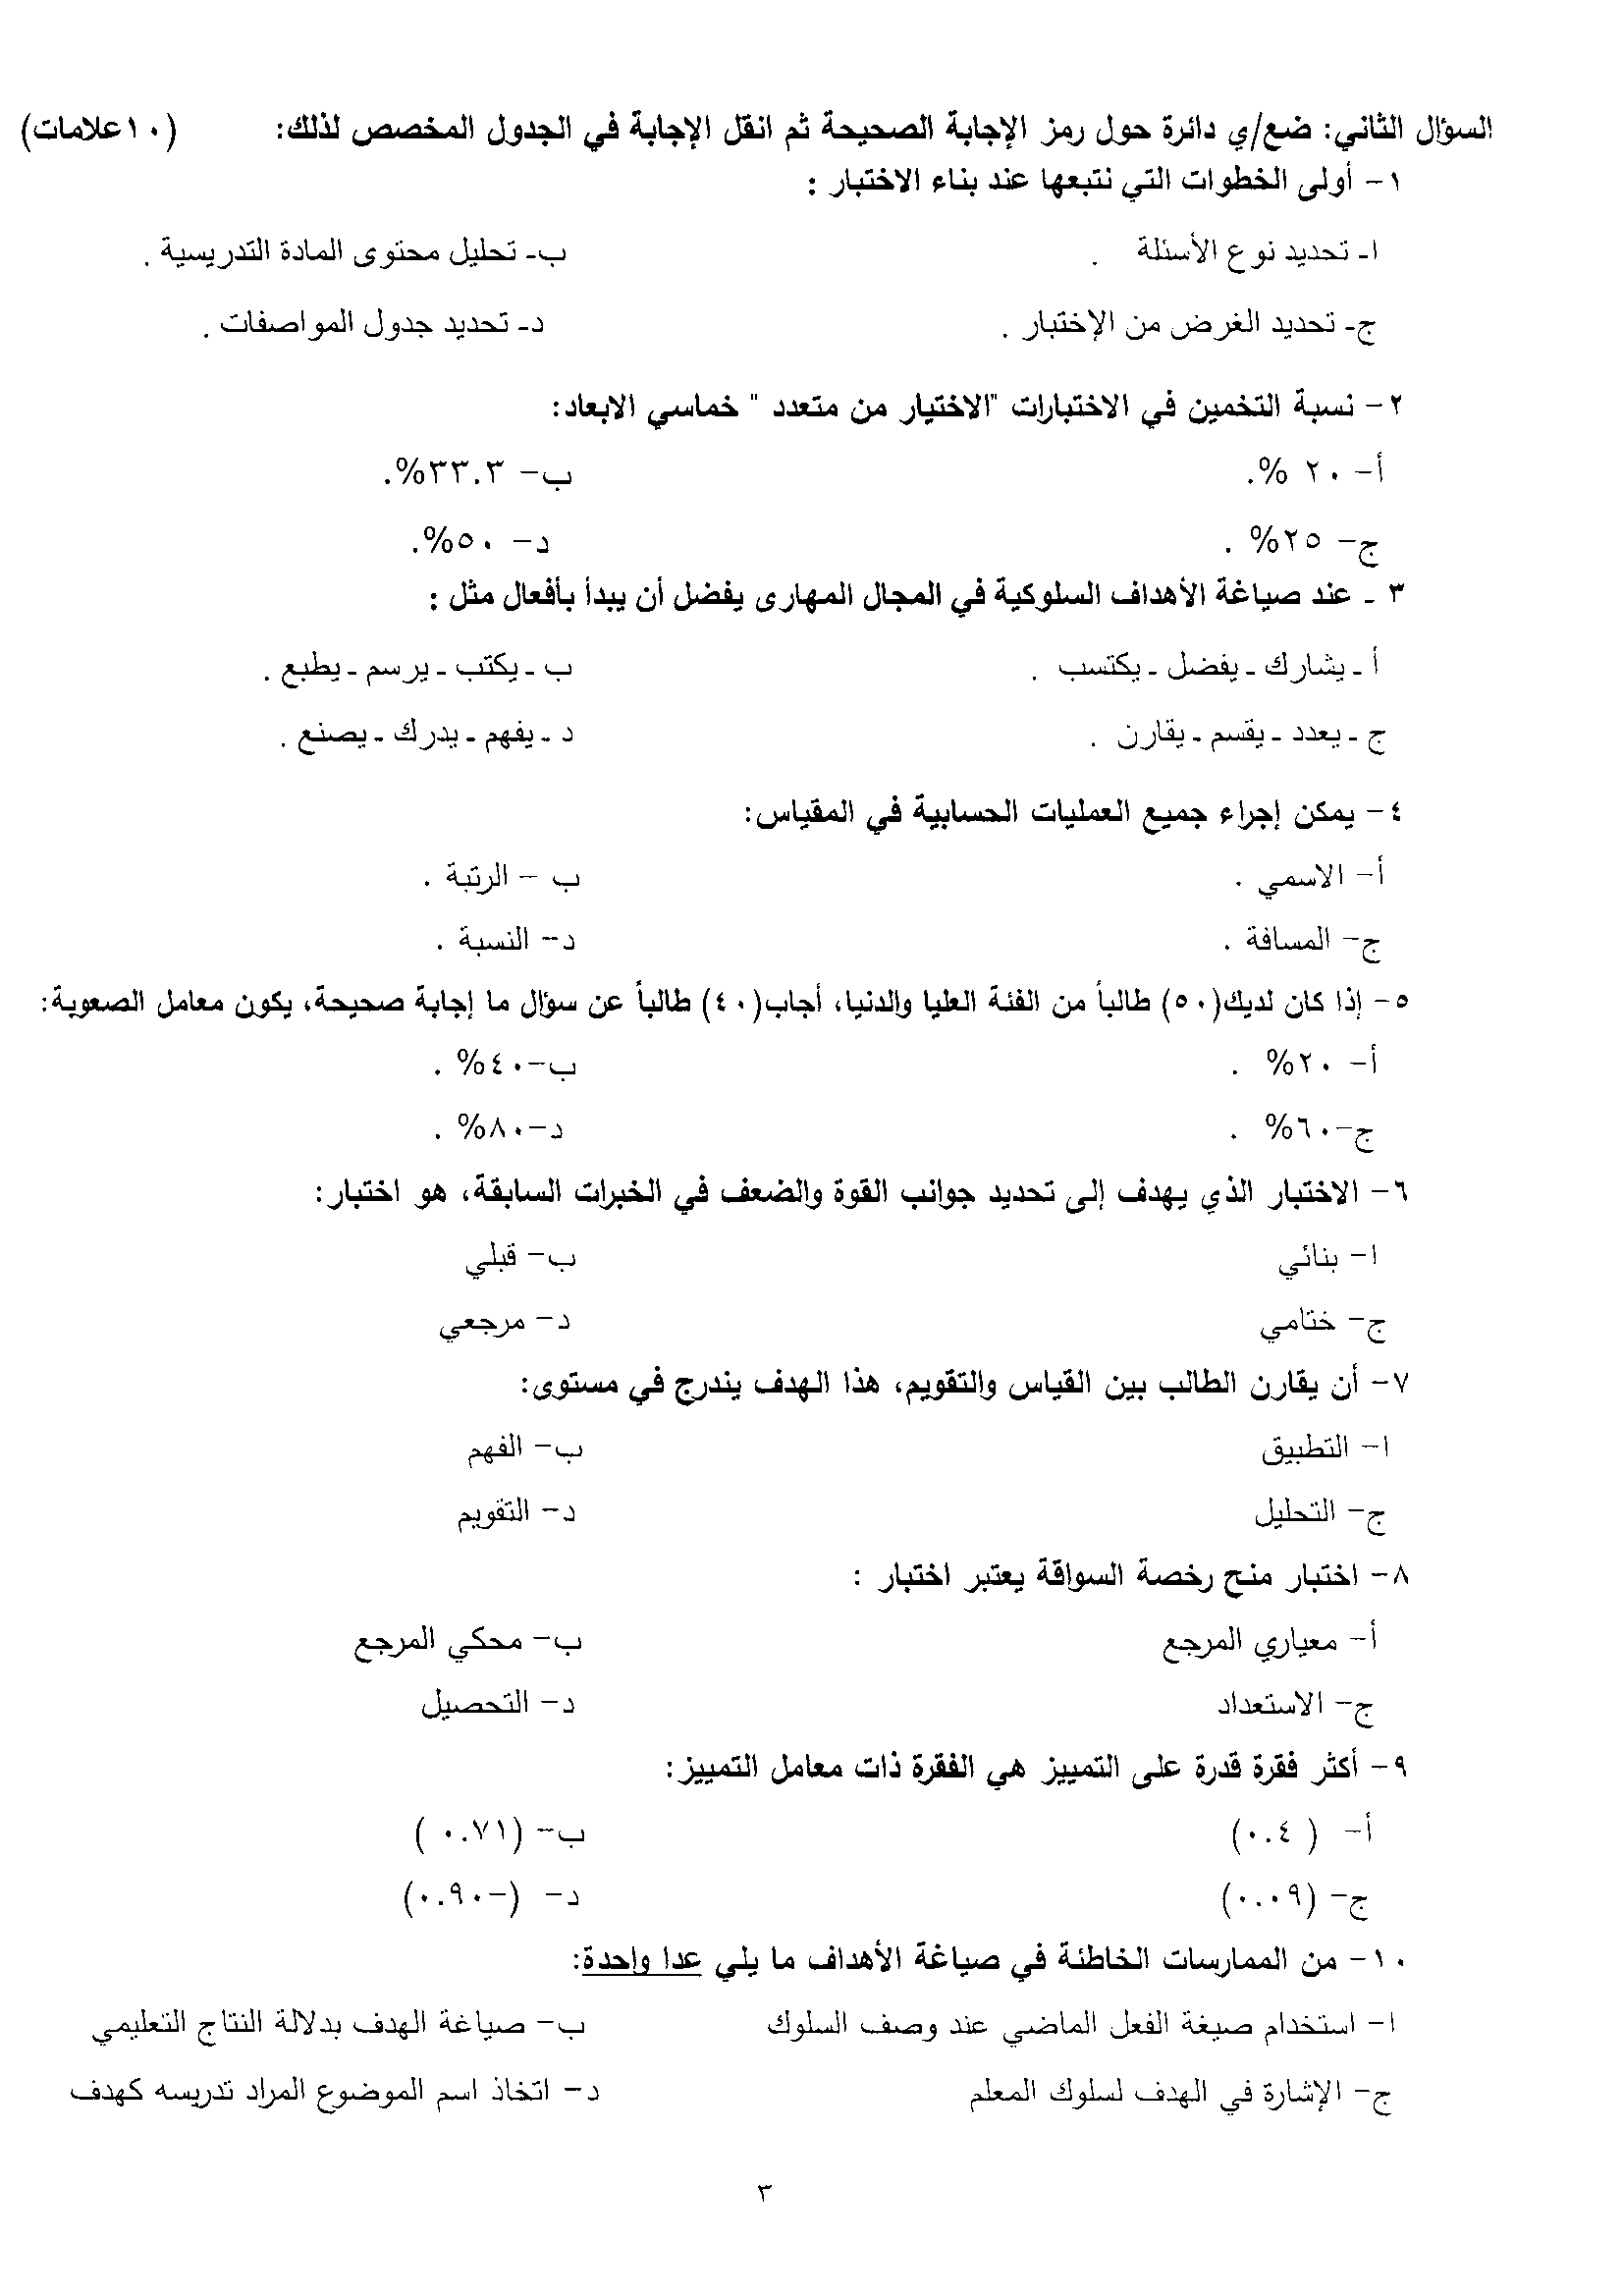 السؤال الثاني: ضع/ي دائرة حول رمز الإجابة الصحيحة ثم انقل الإجابة في الجدول المخصص لذلك: (١٠علامات)
١- أولى الخطوات التي نتبعها عند بناء الاختبار :
ا- تحديد نوع الأسئلة . ب- تحليل محتوى المادة التدريسية .
ج- تحديد الغرض من الإختبار . د- تحديد جدول المواصفات .
٢- نسبة التخمين في الاختبارات "الاختيار من متعدد " خماسي الابعاد:
أ- ٢٠ %. ب- ٣٣.٣%.
ج- ٢٥% . د- ٥٠%.
٣ - عند صياغة الأهداف السلوكية في المجال المهارى يفضل أن يبدأ بأفعال مثل :
أ - يشارك - يفضل - يكتسب . ب - يكتب - يرسم - يطبع .
ج - يعدد - يقسم - يقارن . د - يفهم - يدرك - يصنع .
٤- يمكن إجراء جميع العمليات الحسابية في المقياس:
أ- الاسمي . ب – الرتبة .
ج- المسافة . د- النسبة .
٥- إذا كان لديك(٥٠) طالباً من الفئة العليا والدنيا، أجاب(٤٠) طالباً عن سؤال ما إجابة صحيحة، يكون معامل الصعوبة:
أ- ٢٠% . ب-٤٠% .
ج-٦٠% . د-٨٠% .
٦- الاختبار الذي يهدف إلى تحديد جوانب القوة والضعف في الخبرات السابقة، هو اختبار:
ا- بنائي ب- قبلي
ج- ختامي د- مرجعي
٧- أن يقارن الطالب بين القياس والتقويم، هذا الهدف يندرج في مستوى:
ا- التطبيق ب- الفهم
ج- التحليل د- التقويم
٨- اختبار منح رخصة السواقة يعتبر اختبار :
أ- معياري المرجع ب- محكي المرجع
ج- الاستعداد د- التحصيل
٩- أكثر فقرة قدرة على التمييز هي الفقرة ذات معامل التمييز:
أ- ( ٠.٤) ب- (٠.٧١ )
ج- (٠.٠٩) د- (-٠.٩٠)
١٠- من الممارسات الخاطئة في صياغة الأهداف ما يلي عدا واحدة:
ا- استخدام صيغة الفعل الماضي عند وصف السلوك ب- صياغة الهدف بدلالة النتاج التعليمي
ج- الإشارة في الهدف لسلوك المعلم د- اتخاذ اسم الموضوع المراد تدريسه كهدف
٣